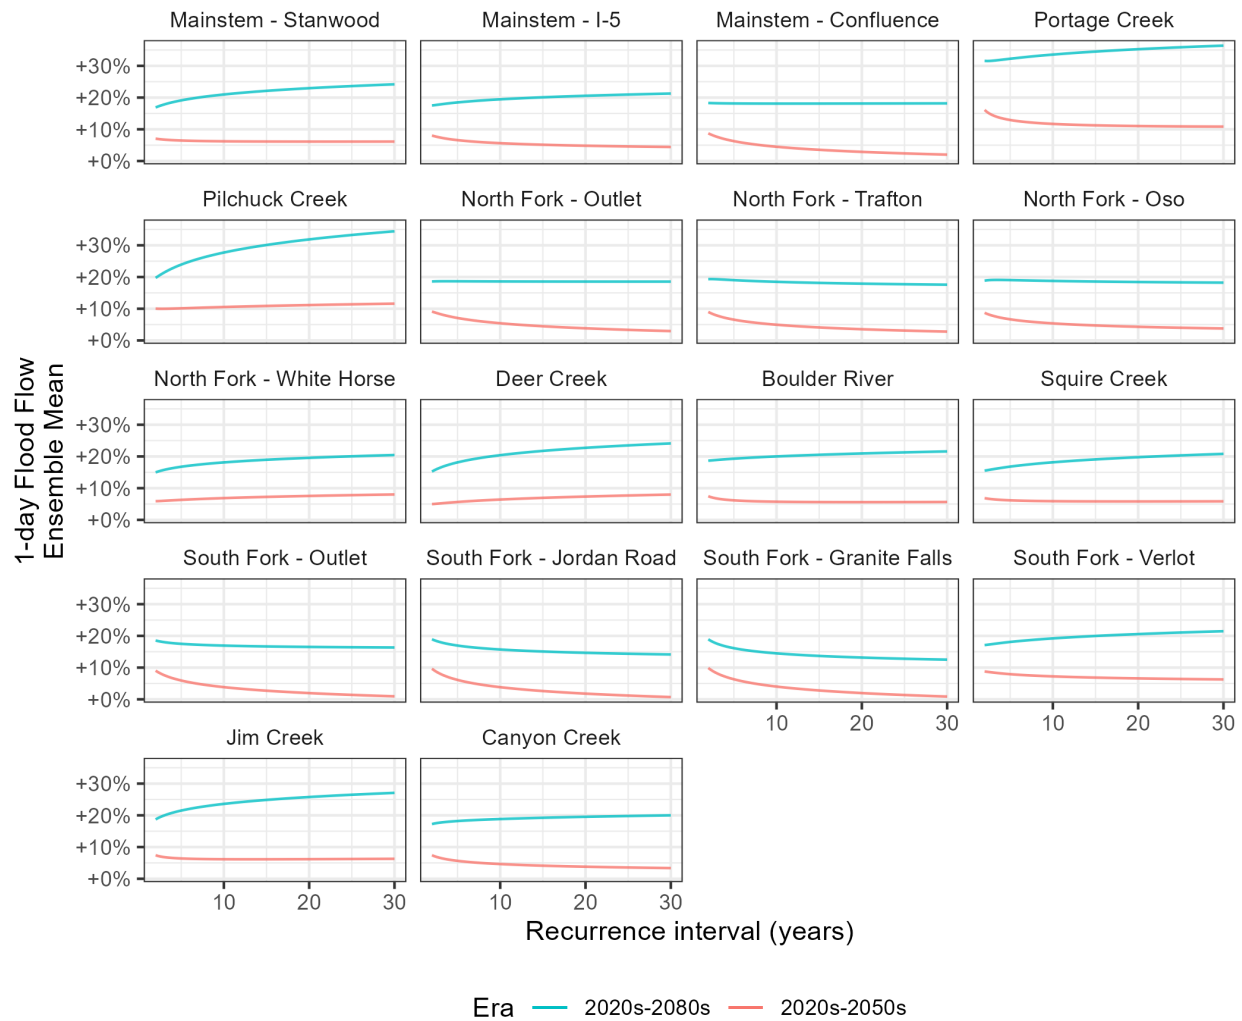 Mainstem - Stanwood
Mainstem - I-5
Mainstem - Confluence
Portage Creek
+30%
+20%
+10%
+0%
Pilchuck Creek
North Fork - Outlet
North Fork - Trafton
North Fork - Oso
+30%
+20%
+10%
+0%
1-day Flood Flow
Ensemble Mean
North Fork - White Horse
Deer Creek
Boulder River
Squire Creek
+30%
+20%
+10%
+0%
South Fork - Outlet
South Fork - Jordan Road
South Fork - Granite Falls
South Fork - Verlot
+30%
+20%
+10%
+0%
10 20 30
10 20 30
Jim Creek
Canyon Creek
+30%
+20%
+10%
+0%
10 20 30
10 20 30
Recurrence interval (years)
Era 2020s-2080s 2020s-2050s